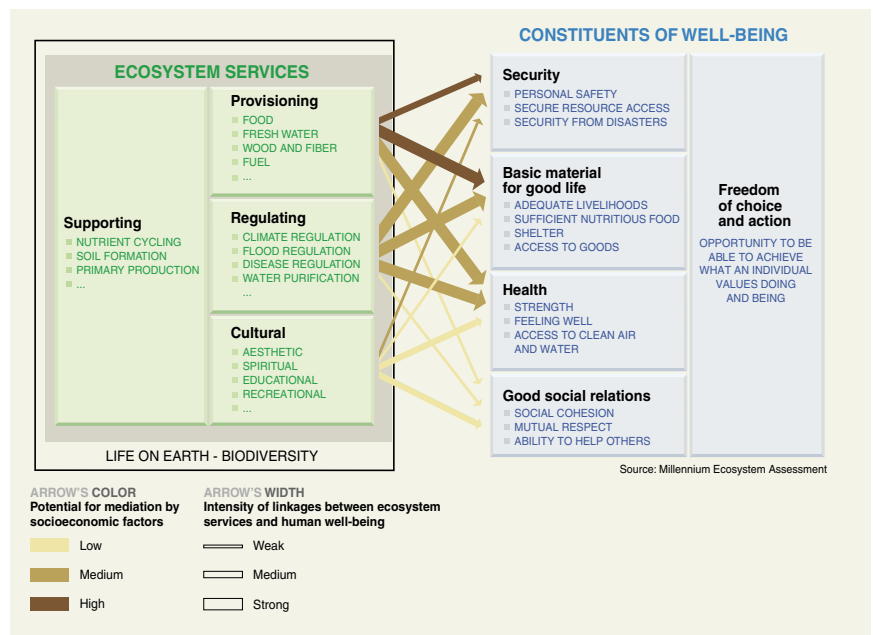 CONSTITUENTS OF WELL-BEING
ECOSYSTEM SERVICES
Supporting
NUTRIENT CYCLING
SOIL FORMATION
PRIMARY PRODUCTION
...
Provisioning
FOOD
FRESH WATER
WOOD AND FIBER
FUEL
...
Regulating
CLIMATE REGULATION
FLOOD REGULATION
DISEASE REGULATION
WATER PURIFICATION
...
Cultural
AESTHETIC
SPIRITUAL
EDUCATIONAL
RECREATIONAL
...
LIFE ON EARTH - BIODIVERSITY
Security
PERSONAL SAFETY
SECURE RESOURCE ACCESS
SECURITY FROM DISASTERS
Basic material
for good life
ADEQUATE LIVELIHOODS
SUFFICIENT NUTRITIOUS FOOD
SHELTER
ACCESS TO GOODS
Health
STRENGTH
FEELING WELL
ACCESS TO CLEAN AIR
AND WATER
Good social relations
SOCIAL COHESION
MUTUAL RESPECT
ABILITY TO HELP OTHERS
Freedom
of choice
and action
OPPORTUNITY TO BE
ABLE TO ACHIEVE
WHAT AN INDIVIDUAL
VALUES DOING
AND BEING
Source: Millennium Ecosystem Assessment
ARROW'S COLOR
Potential for mediation by
socioeconomic factors
Low
Medium
High
ARROW'S WIDTH
Intensity of linkages between ecosystem
services and human well-being
Weak
Medium
Strong